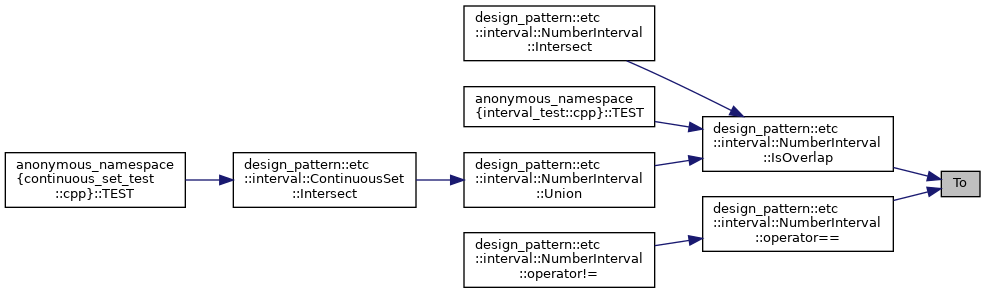 design_pattern::etc
::interval::NumberInterval
::Intersect
anonymous_namespace
{interval_test::cpp}::TEST
design_pattern::etc
::interval::NumberInterval
::IsOverlap
anonymous_namespace
{continuous_set_test
::cpp}::TEST
design_pattern::etc
::interval::ContinuousSet
::Intersect
design_pattern::etc
::interval::NumberInterval
::Union
To
design_pattern::etc
::interval::NumberInterval
::operator==
design_pattern::etc
::interval::NumberInterval
::operator!=